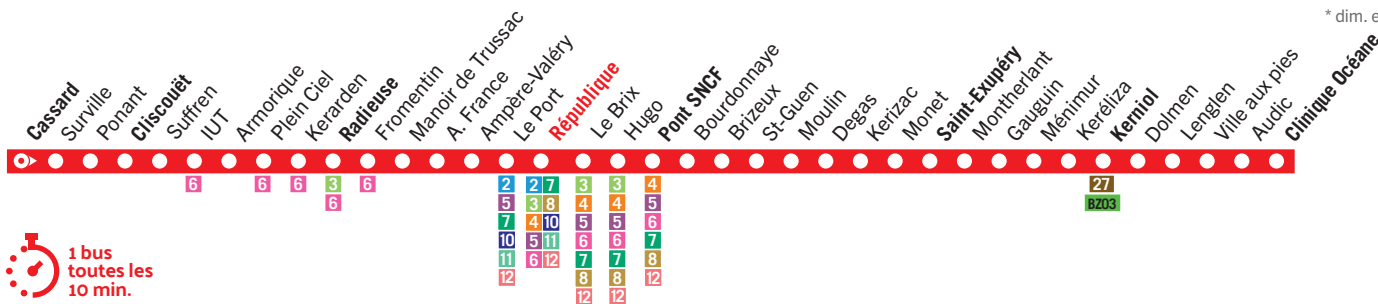 * dim. e
Cassard
Surville
Ponant
Cliscouët
Suffren
IUT
Armorique
Plein Ciel
Kerarden
Radieuse
Fromentin
Manoir de Trussac
A. France
Ampère-Valéry
Le Port
République
Le Brix
Hugo
Pont SNCF
Bourdonnaye
Brizeux
St-Guen
Moulin
Degas
Kerizac
Monet
Saint-Exupéry
Montherlant
Gauguin
Ménimur
Keréliza
Kerniol
Dolmen
Lenglen
Ville aux pies
Audic
Clinique Océane
6
6
6
3
6
6
2
5
7
10
11
12
2 7
3 8
4 10
5 11
6 12
3
4
5
6
7
8
12
3
4
5
6
7
8
12
4
5
6
7
8
12
27
BZ03
1 bus
toutes les
10 min.